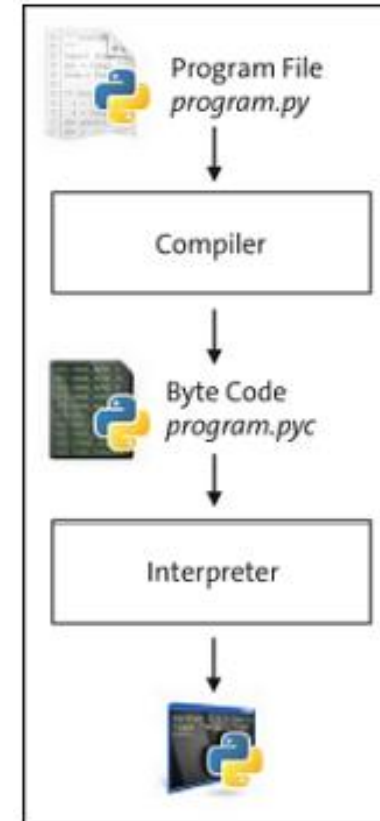 Program File
program.py
Compiler
Byte Code
program.pyc
Interpreter